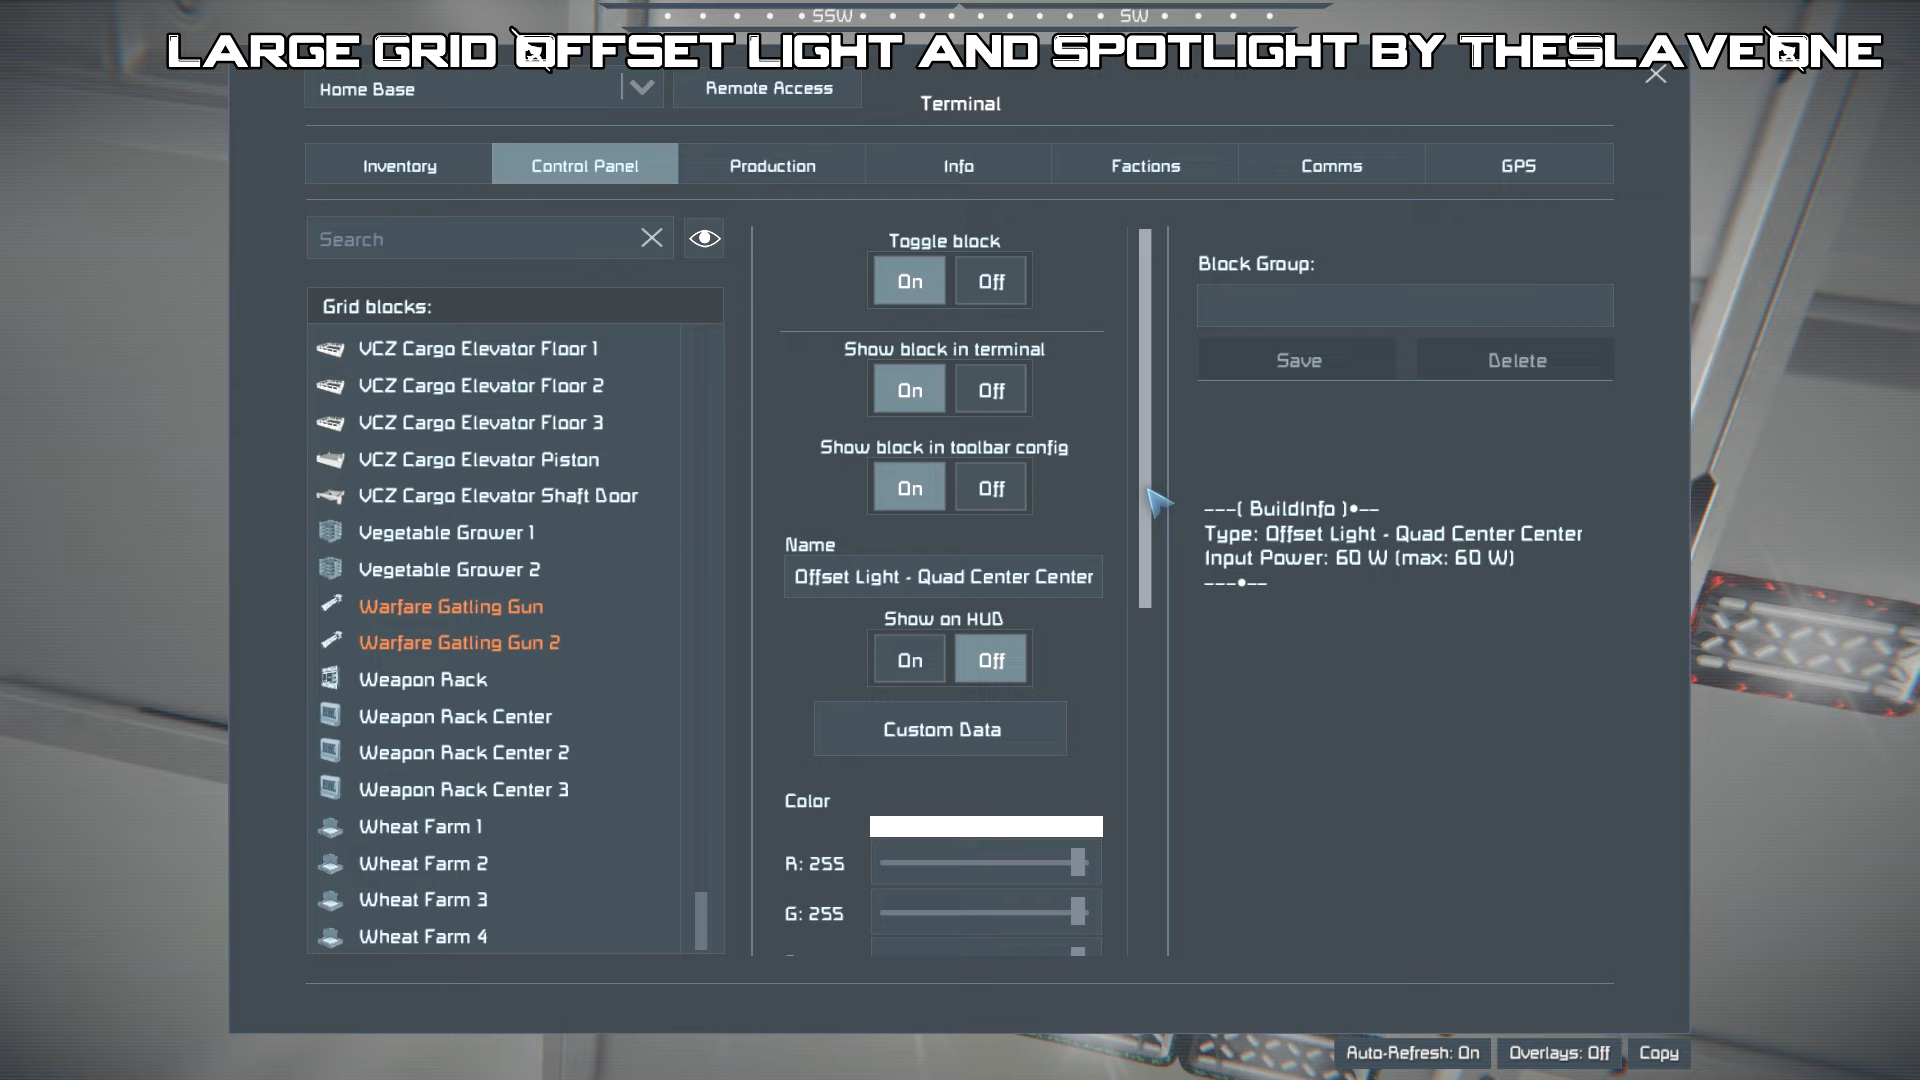 SSW SW
LARGE GRID OFFSET LIGHT AND SPOTLIGHT BY THESLAVEONE
Home Base
Remote Access
Terminal
Inventory Control Panel Production Info Factions Comms GPS
Search
Grid blocks:
VCZ Cargo Elevator Floor 1
VCZ Cargo Elevator Floor 2
VCZ Cargo Elevator Floor 3
VCZ Cargo Elevator Piston
VCZ Cargo Elevator Shaft Door
Vegetable Grower 1
Vegetable Grower 2
Warfare Gatling Gun
Warfare Gatling Gun 2
Weapon Rack
Weapon Rack Center
Weapon Rack Center 2
Weapon Rack Center 3
Wheat Farm 1
Wheat Farm 2
Wheat Farm 3
Wheat Farm 4
Toggle block
On Off
Show block in terminal
On Off
Show block in toolbar config
On Off
Name
Offset Light - Quad Center Center
Show on HUD
On Off
Custom Data
Color
R: 255
G: 255
Block Group:
Save Delete
---( BuildInfo )•--
Type: Offset Light - Quad Center Center
Input Power: 60 W (max: 60 W)
---•--
Auto-Refresh: On Overlays: Off Copy